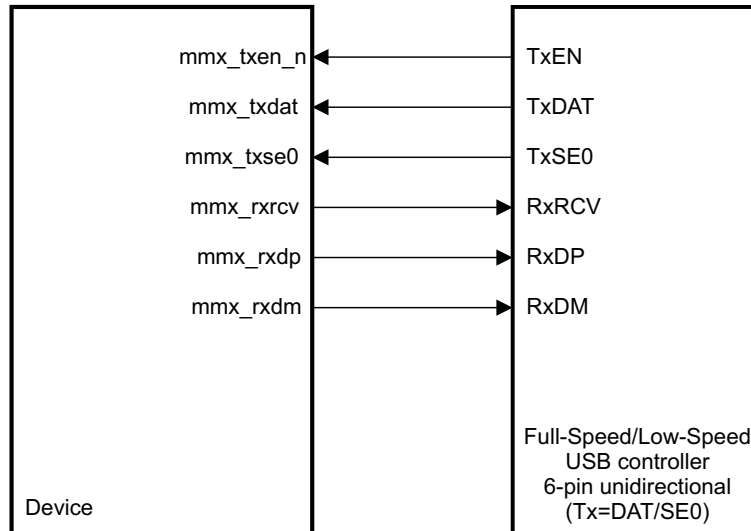 mmx_txen_n TxEN
mmx_txdat TxDAT
mmx_txse0 TxSE0
mmx_rxrcv RxRCV
mmx_rxdp RxDP
mmx_rxdm RxDM
Full-Speed/Low-Speed
USB controller
6-pin unidirectional
(Tx=DAT/SE0)
Device